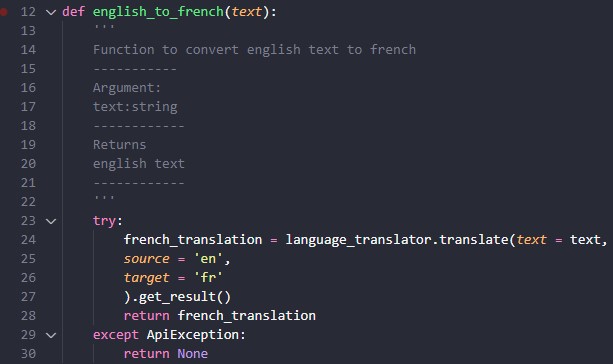 12 def english_to_french(text):
13 '''
14 Function to convert english text to french
15 -----------
16 Argument:
17 text:string
18 ------------
19 Returns
20 english text
21 ------------
22 '''
23 try:
24 french_translation = language_translator.translate(text = text,
25 source = 'en',
26 target = 'fr'
27 ).get_result()
28 return french_translation
29 except ApiException:
30 return None